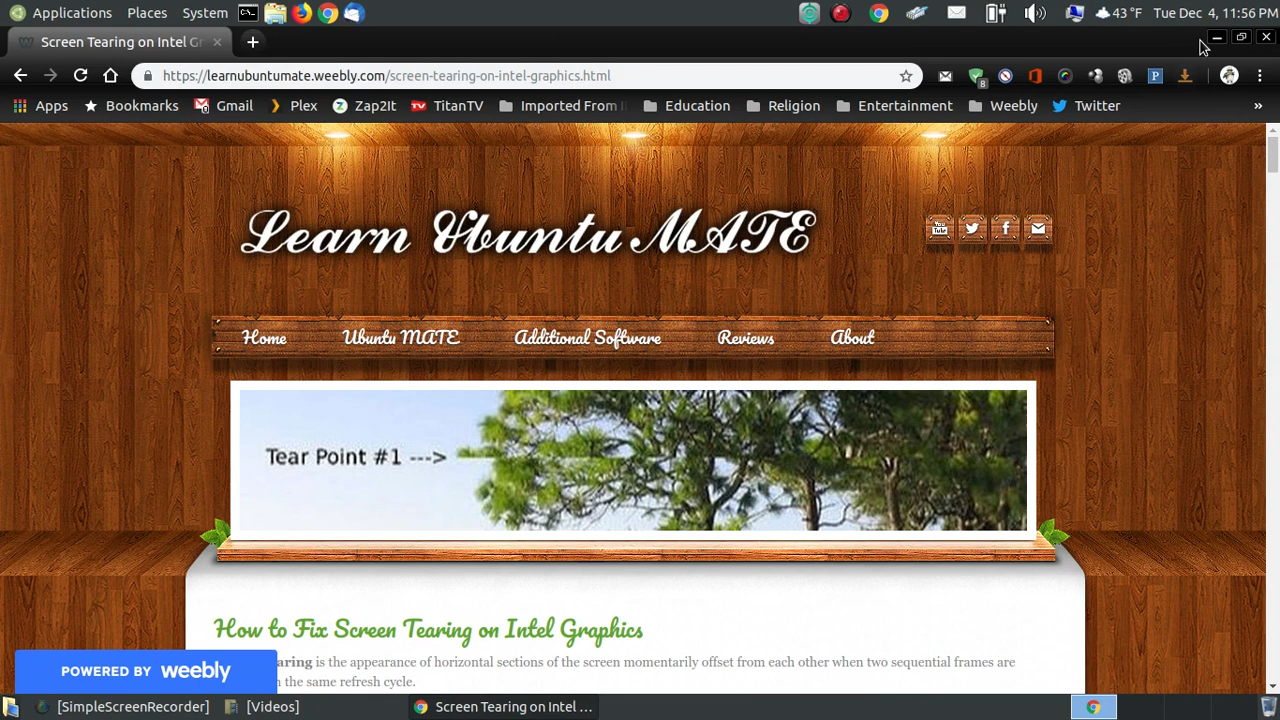 Applications Places System 43 °F Tue Dec 4, 11:56 PM
Screen Tearing on Intel Gr
https://learnubuntumate.weebly.com/screen-tearing-on-intel-graphics.html
8
P
Apps Bookmarks Gmail Plex Zap2It TitanTV Imported From Education Religion Entertainment Weebly Twitter »
Learn Ubuntu MATE
You Tube
Home Ubuntu MATE Additional Software Reviews About
Tear Point #1 --->
How to Fix Screen Tearing on Intel Graphics
aring is the appearance of horizontal sections of the screen momentarily offset from each other when two sequential frames are
n the same refresh cycle.
POWERED BY weebly
[SimpleScreenRecorder] [Videos] Screen Tearing on Intel ...